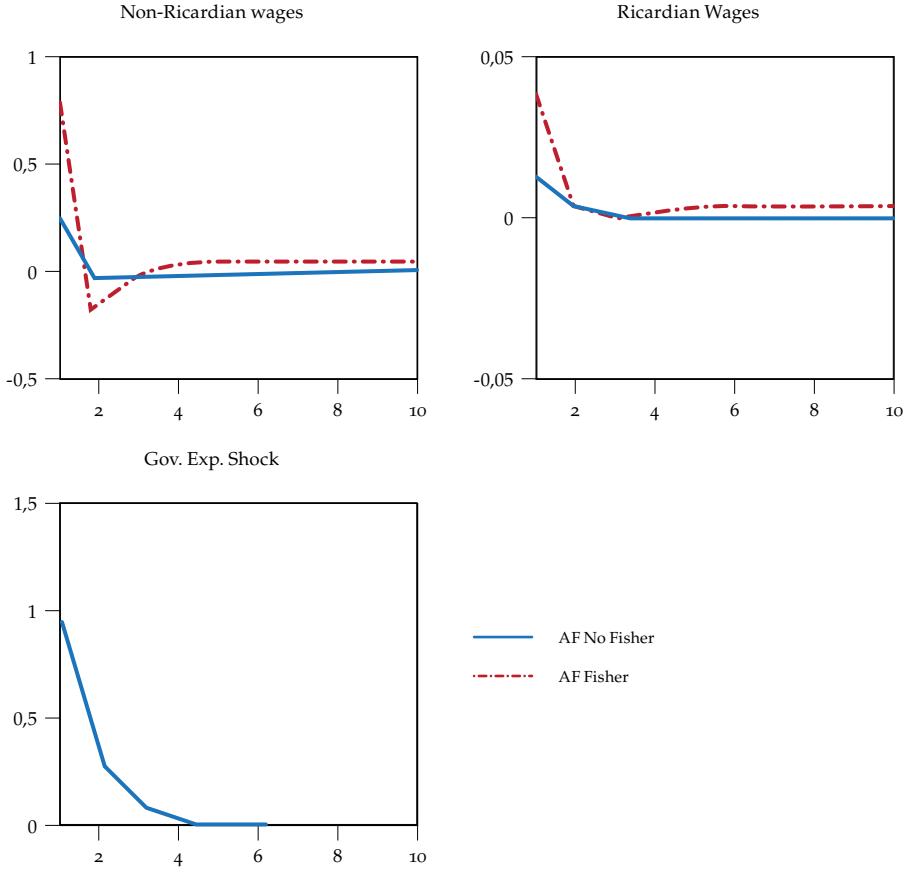 Non-Ricardian wages
1
0,5
0
-0,5
2 4 6 8 10
Ricardian Wages
0,05
0
-0,05
2 4 6 8 10
Gov. Exp. Shock
1,5
1
0,5
0
2 4 6 8 10
AF No Fisher
AF Fisher